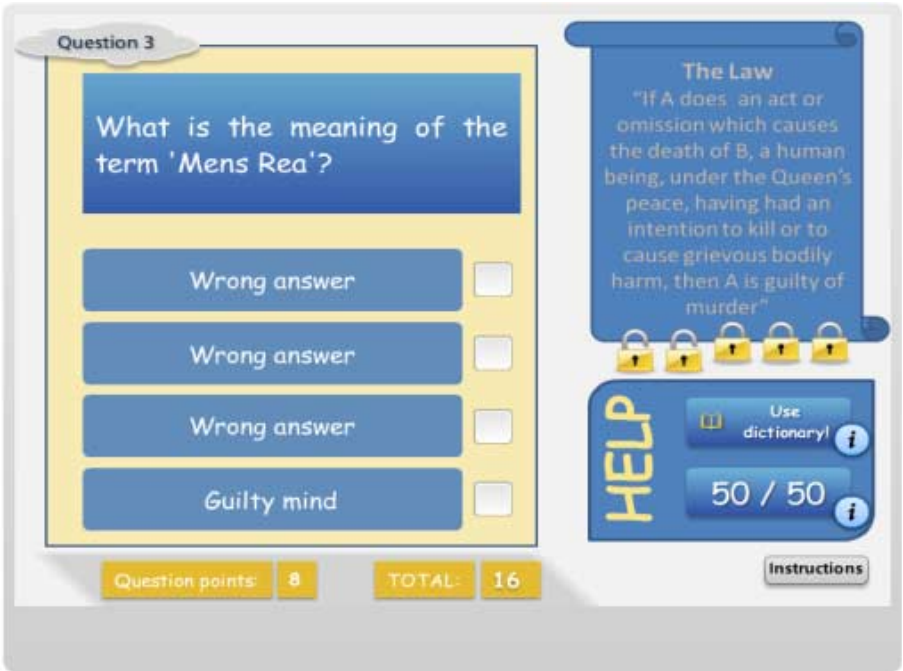 Question 3
What is the meaning of the
term 'Mens Rea'?
Wrong answer
Wrong answer
Wrong answer
Guilty mind
Question points: 8
TOTAL: 16
The Law
"If A does an act or
omission which causes
the death of B, a human
being, under the Queen's
peace, having had an
intention to kill or to
cause grievous bodily
harm, then A is guilty of
murder"
HELP
Use
dictionary!
i
50 / 50
i
Instructions